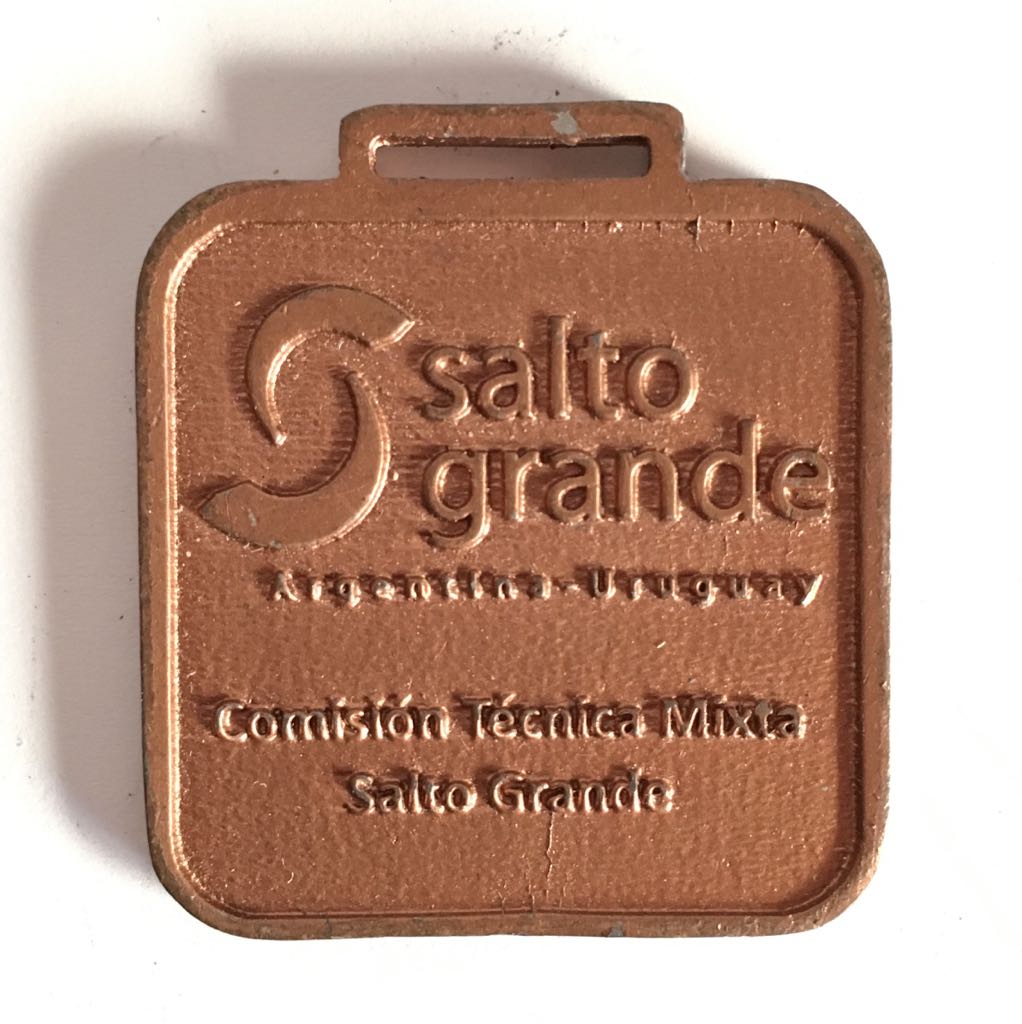 salto
grande
Argentina-Uruguay
Comisión Técnica Mixta
Salto Grande